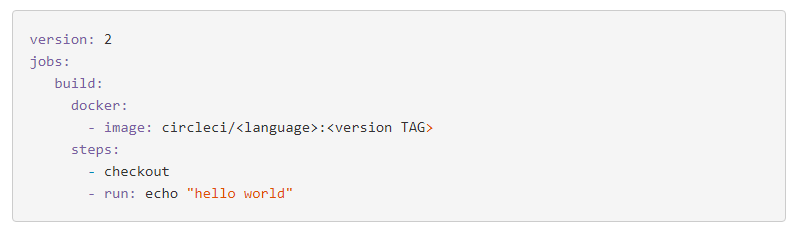 version: 2
jobs:
   build:
     docker:
       - image: circleci/<language>:<version TAG>
     steps:
       - checkout
       - run: echo "hello world"